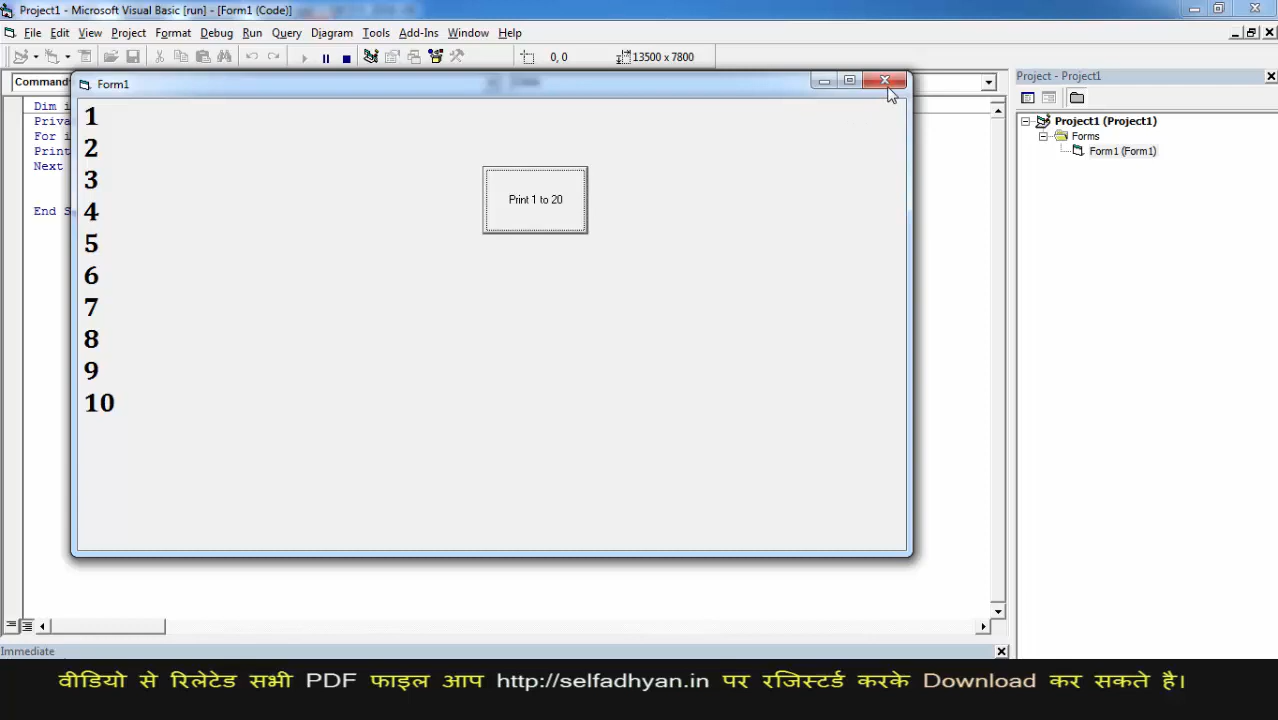 Project1 - Microsoft Visual Basic [run] - [Form1 (Code)]
File Edit View Project Format Debug Run Query Diagram Tools Add-Ins Window Help
0, 0 13500 x 7800
Form1
Project - Project1
Dim i
For i
Print
Next
End S
1
2
3
4
5
6
7
8
9
10
Print 1 to 20
Project1 (Project1)
Forms
Form1 (Form1)
Immediate
वीडियो से रिलेटेड सभी PDF फाइल आप http://selfadhyan.in पर रजिस्टर्ड करके Download कर सकते है।